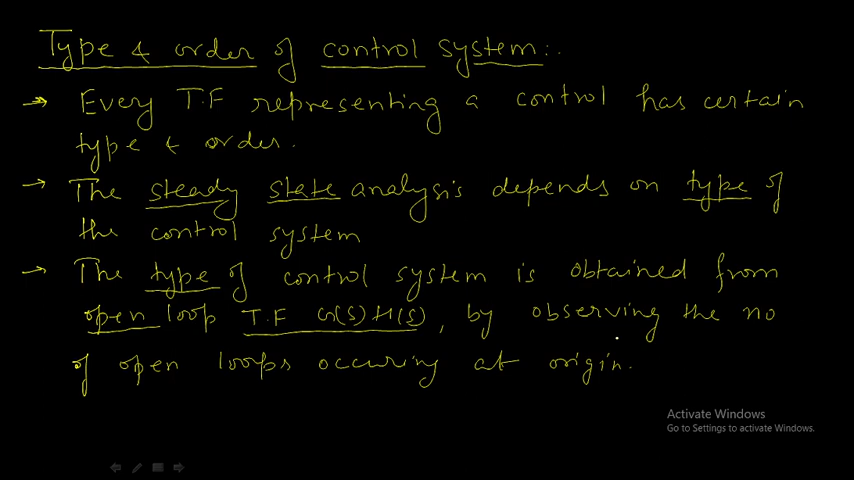 Type & order of control system:.
→ Every T.F representing a control has certain
type & order.
→ The steady state analysis depends on type of
the control system
→ The type of control system is obtained from
open loop T.F G(s) H(s), by observing the no
of open loops occuring at origin.
Activate Windows
Go to Settings to activate Windows.